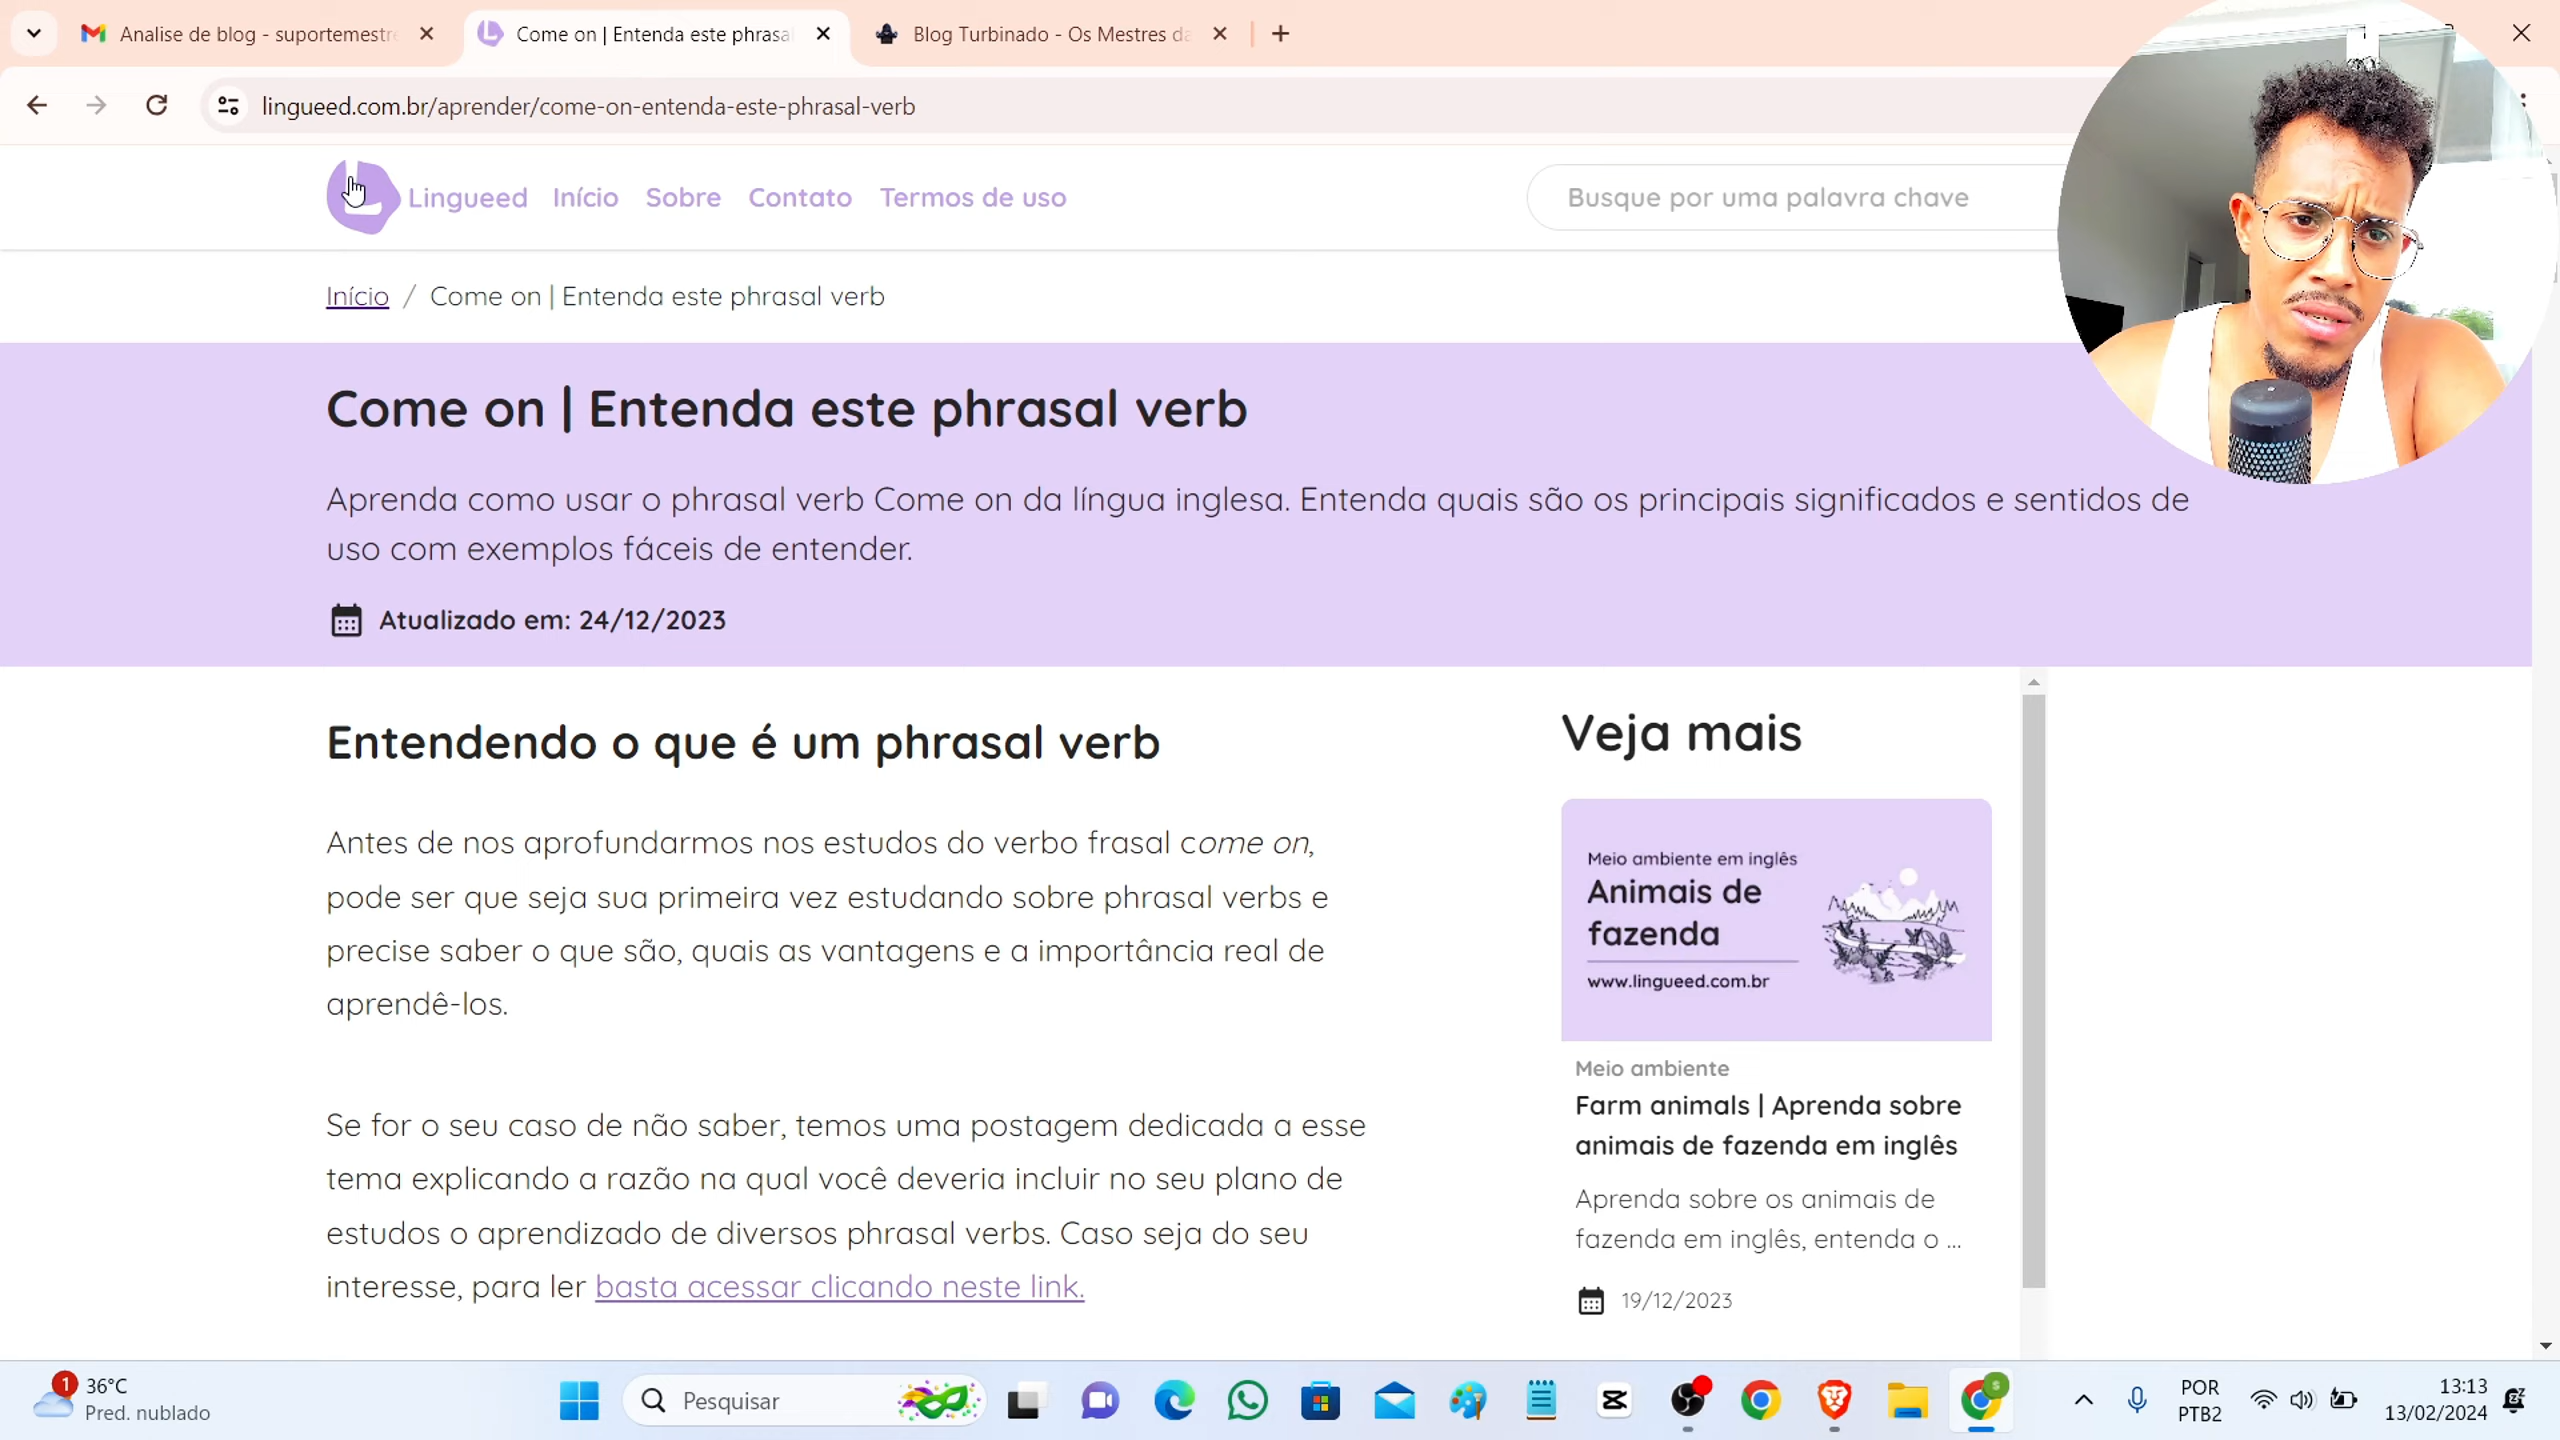 Analise de blog - suportemestre
Come on | Entenda este phrasal
Blog Turbinado - Os Mestres da
lingueed.com.br/aprender/come-on-entenda-este-phrasal-verb
Lingueed Início Sobre Contato Termos de uso
Busque por uma palavra chave
Início / Come on | Entenda este phrasal verb
Come on | Entenda este phrasal verb
Aprenda como usar o phrasal verb Come on da língua inglesa. Entenda quais são os principais significados e sentidos de
uso com exemplos fáceis de entender.
Atualizado em: 24/12/2023
Entendendo o que é um phrasal verb
Antes de nos aprofundarmos nos estudos do verbo frasal come on,
pode ser que seja sua primeira vez estudando sobre phrasal verbs e
precise saber o que são, quais as vantagens e a importância real de
aprendê-los.
Se for o seu caso de não saber, temos uma postagem dedicada a esse
tema explicando a razão na qual você deveria incluir no seu plano de
estudos o aprendizado de diversos phrasal verbs. Caso seja do seu
interesse, para ler basta acessar clicando neste link.
Veja mais
Meio ambiente em inglês
Animais de
fazenda
www.lingueed.com.br
Meio ambiente
Farm animals | Aprenda sobre
animais de fazenda em inglês
Aprenda sobre os animais de
fazenda em inglês, entenda o ...
19/12/2023
1
36°C
Pred. nublado
Pesquisar
POR
PTB2
13:13
13/02/2024